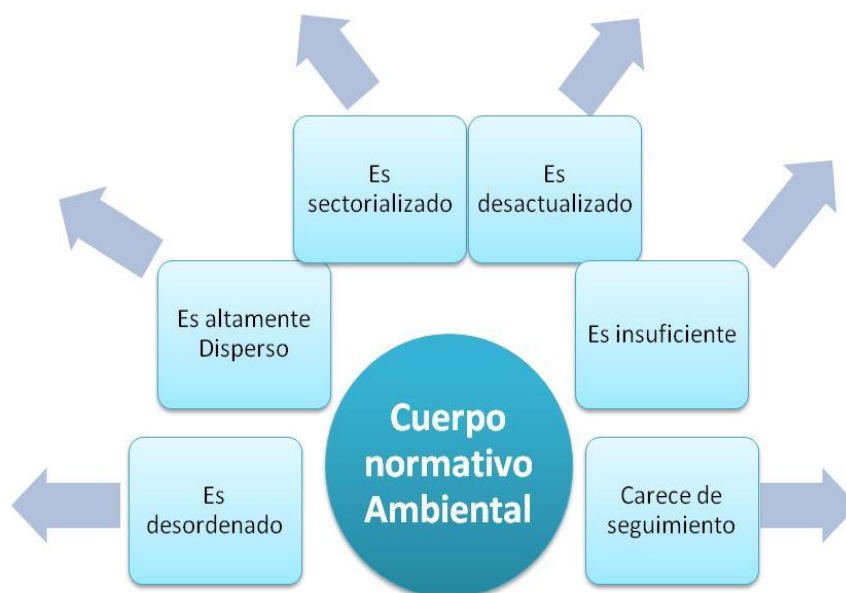 Es
sectorializado
Es
desactualizado
Es altamente
Disperso
Es insuficiente
Cuerpo
normativo
Ambiental
Es
desordenado
Carece de
seguimiento